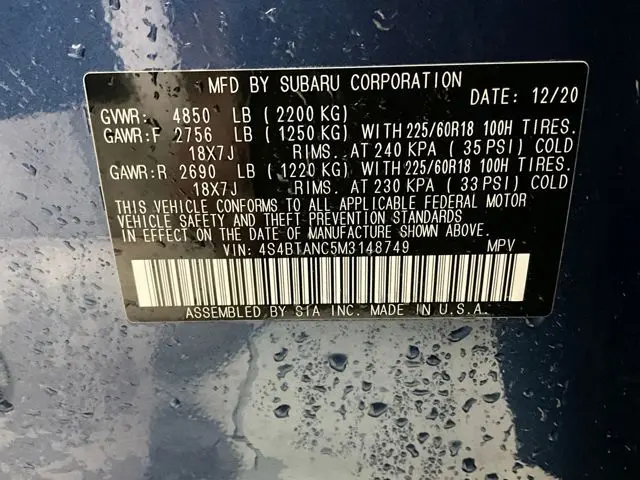 MFD BY SUBARU CORPORATION
DATE: 12/20
GVWR: 4850 LB ( 2200 KG)
GAWR:F 2756 LB ( 1250 KG) WITH 225/60R18 100H TIRES.
18X7J RIMS. AT 240 KPA ( 35 PSI) COLD
GAWR:R 2690 LB ( 1220 KG) WITH 225/60R18 100H TIRES.
18X7J RIMS. AT 230 KPA ( 33 PSI) COLD
THIS VEHICLE CONFORMS TO ALL APPLICABLE FEDERAL MOTOR
VEHICLE SAFETY AND THEFT PREVENTION STANDARDS
IN EFFECT ON THE DATE OF MANUFACTURE SHOWN ABOVE.
VIN: 4S4BTANC5M3148749 MPV
ASSEMBLED BY SIA INC. MADE IN U.S.A.